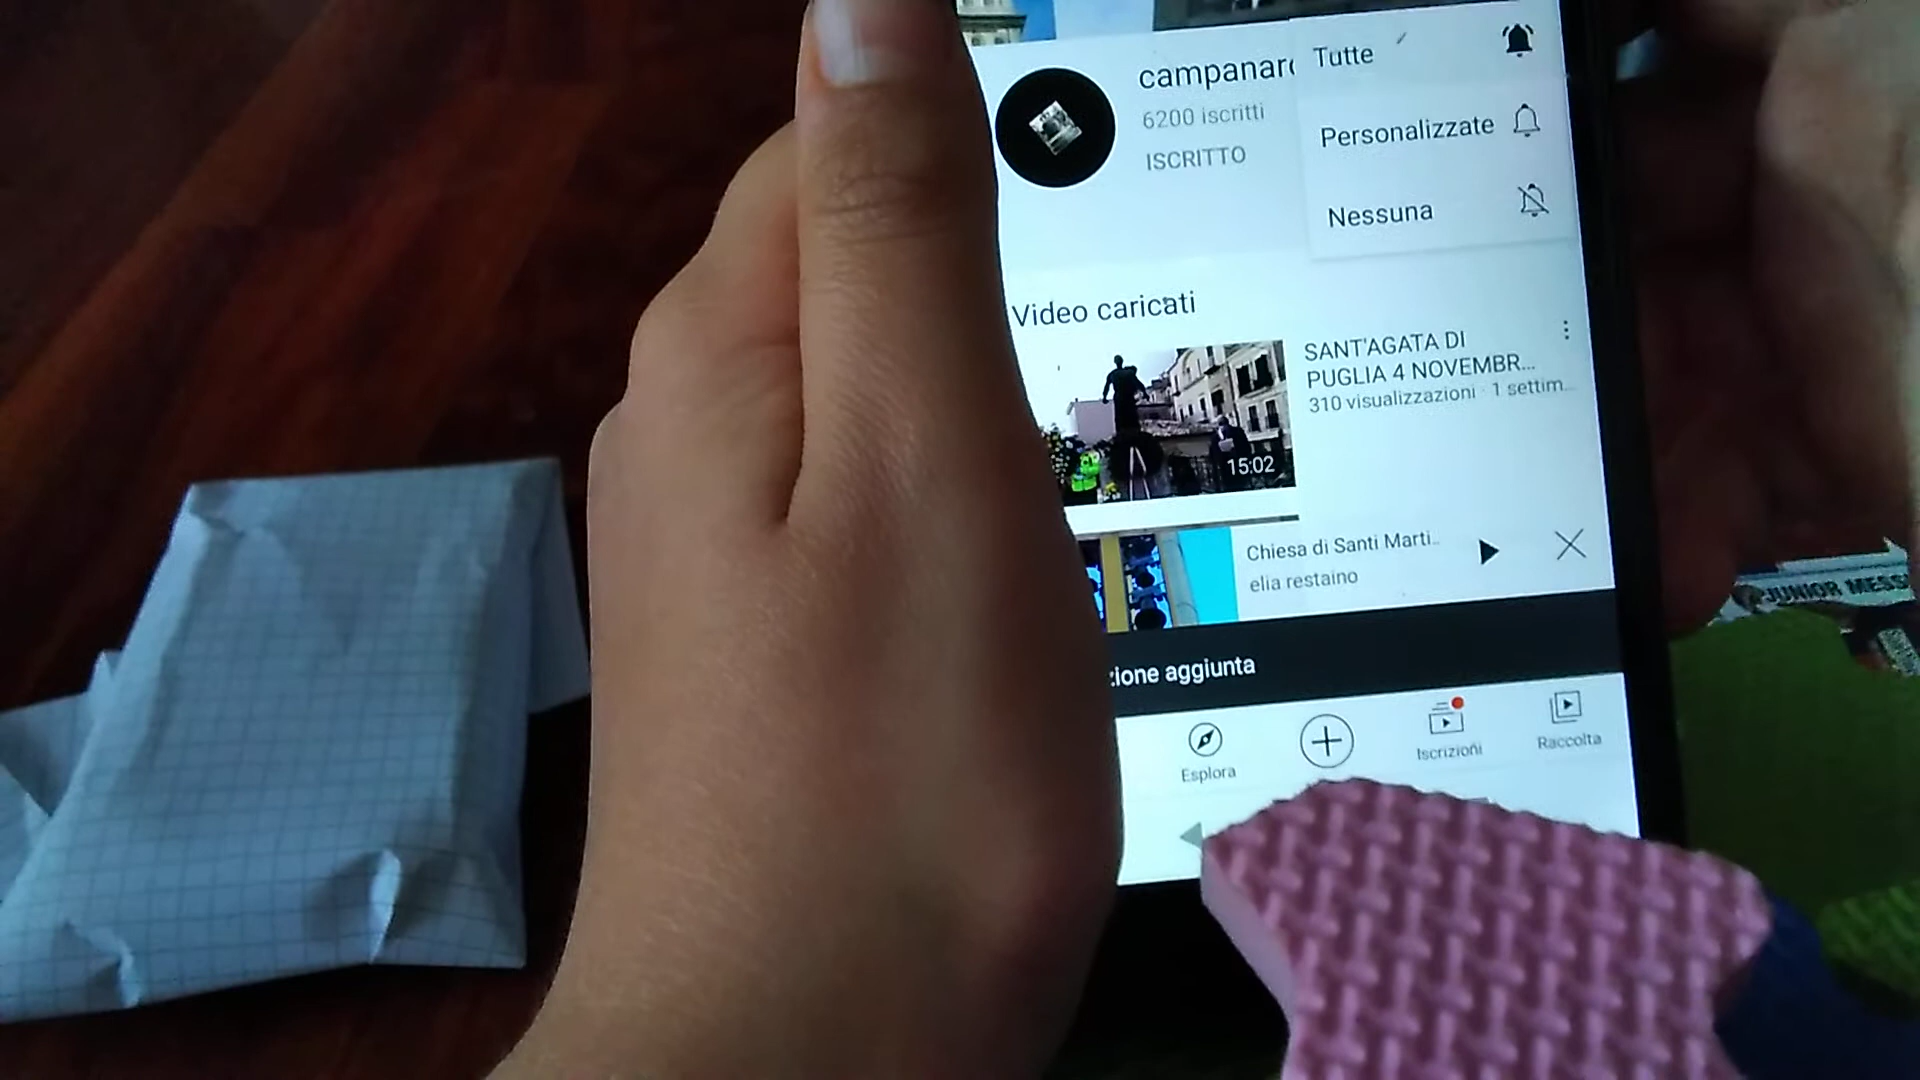 campanar
6200 iscritti
ISCRITTO
Tutte
Personalizzate
Nessuna
Video caricati
SANT'AGATA DI
PUGLIA 4 NOVEMBR...
310 visualizzazioni · 1 settim...
15:02
Chiesa di Santi Marti..
elia restaino
zione aggiunta
Esplora
Iscrizioni
Raccolta
JUNIOR MESS